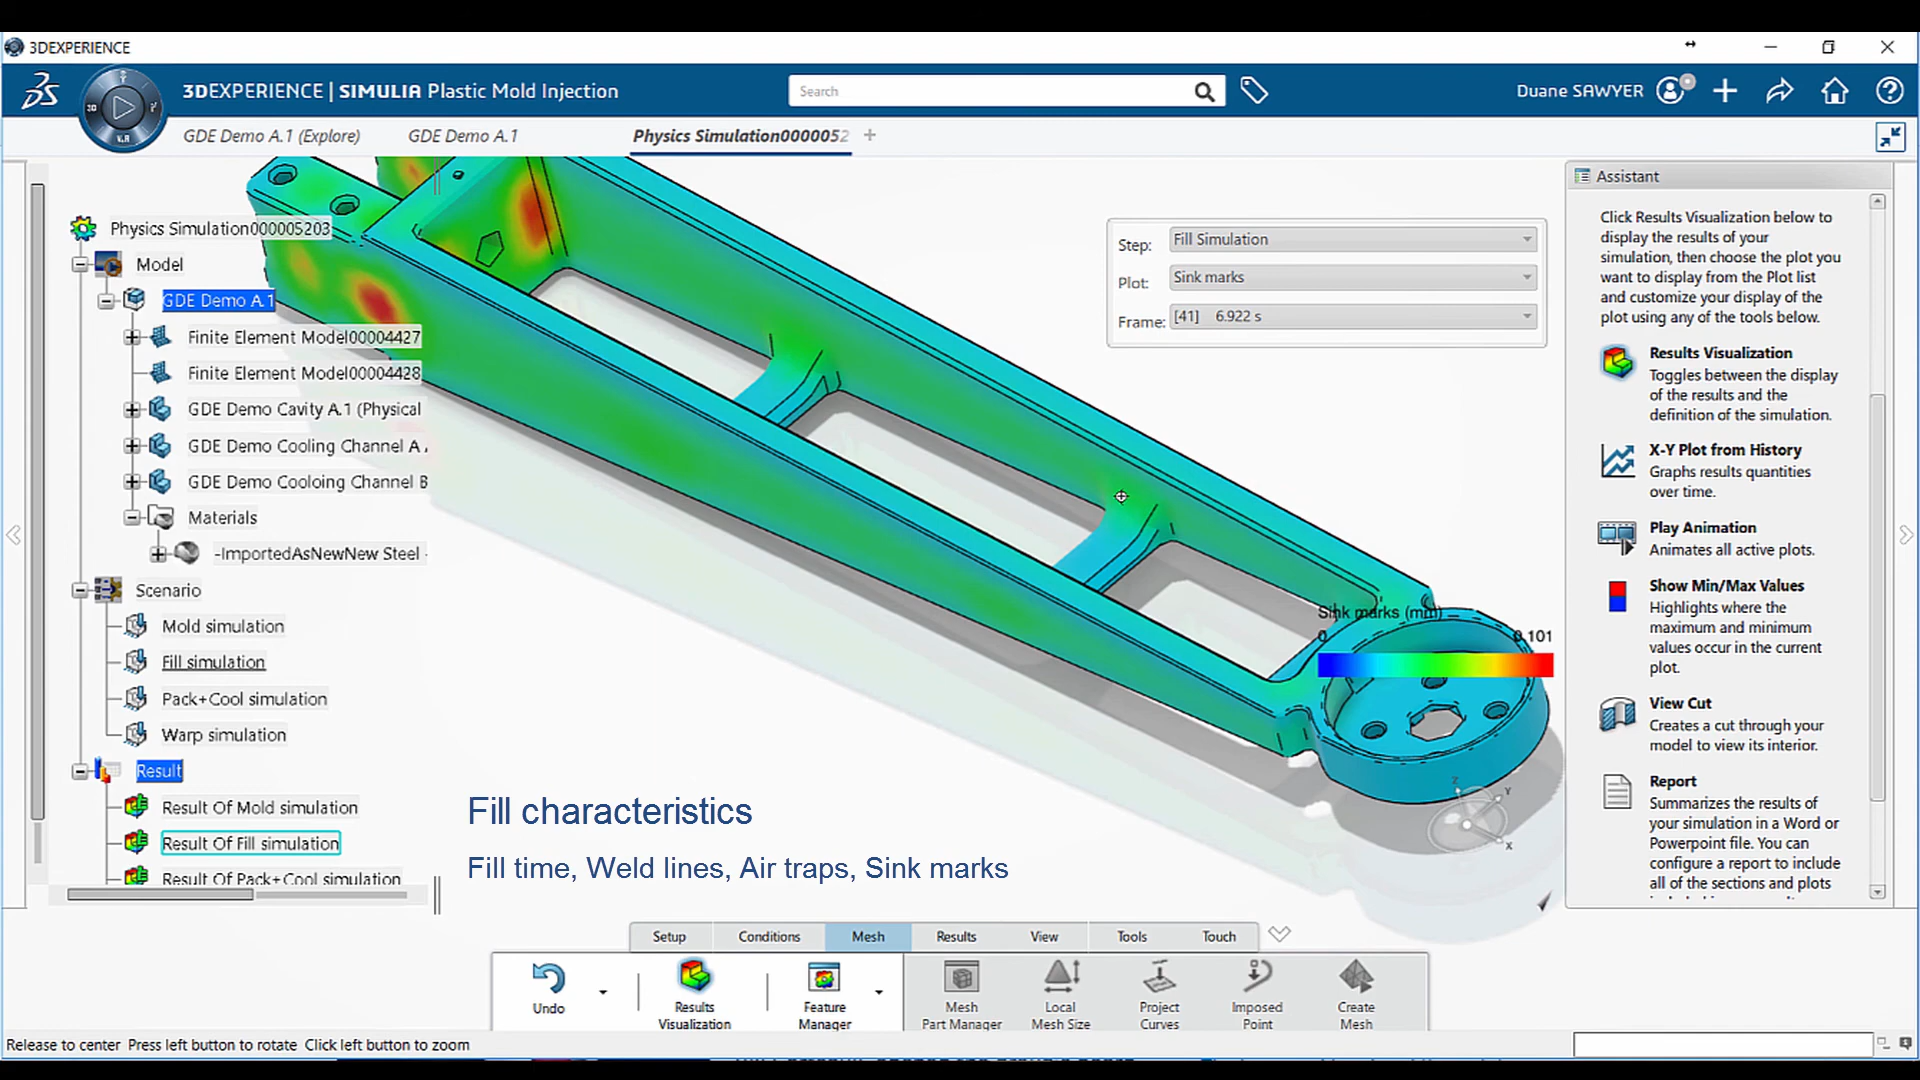 3DEXPERIENCE
3DEXPERIENCE | SIMULIA Plastic Mold Injection
Search
Duane SAWYER
3D
V.R
GDE Demo A.1 (Explore)
GDE Demo A.1
Physics Simulation0000052
Physics Simulation000005203
Model
GDE Demo A.1
Finite Element Model00004427
Finite Element Model00004428
GDE Demo Cavity A.1 (Physical
GDE Demo Cooling Channel A
GDE Demo Cooloing Channel B
Materials
-ImportedAsNewNew Steel -
Scenario
Mold simulation
Fill simulation
Pack+Cool simulation
Warp simulation
Result
Result Of Mold simulation
Result Of Fill simulation
Result Of Pack+Cool simulation
Step: Fill Simulation
Plot: Sink marks
Frame: [41] 6.922 s
Sink marks (mm)
0 0.101
Z
Y
X
Fill characteristics
Fill time, Weld lines, Air traps, Sink marks
Assistant
Click Results Visualization below to
display the results of your
simulation, then choose the plot you
want to display from the Plot list
and customize your display of the
plot using any of the tools below.
Results Visualization
Toggles between the display
of the results and the
definition of the simulation.
X-Y Plot from History
Graphs results quantities
over time.
Play Animation
Animates all active plots.
Show Min/Max Values
Highlights where the
maximum and minimum
values occur in the current
plot.
View Cut
Creates a cut through your
model to view its interior.
Report
Summarizes the results of
your simulation in a Word or
Powerpoint file. You can
configure a report to include
all of the sections and plots
Setup
Conditions
Mesh
Results
View
Tools
Touch
Undo
Results
Visualization
Feature
Manager
Mesh
Part Manager
Local
Mesh Size
Project
Curves
Imposed
Point
Create
Mesh
Release to center Press left button to rotate Click left button to zoom